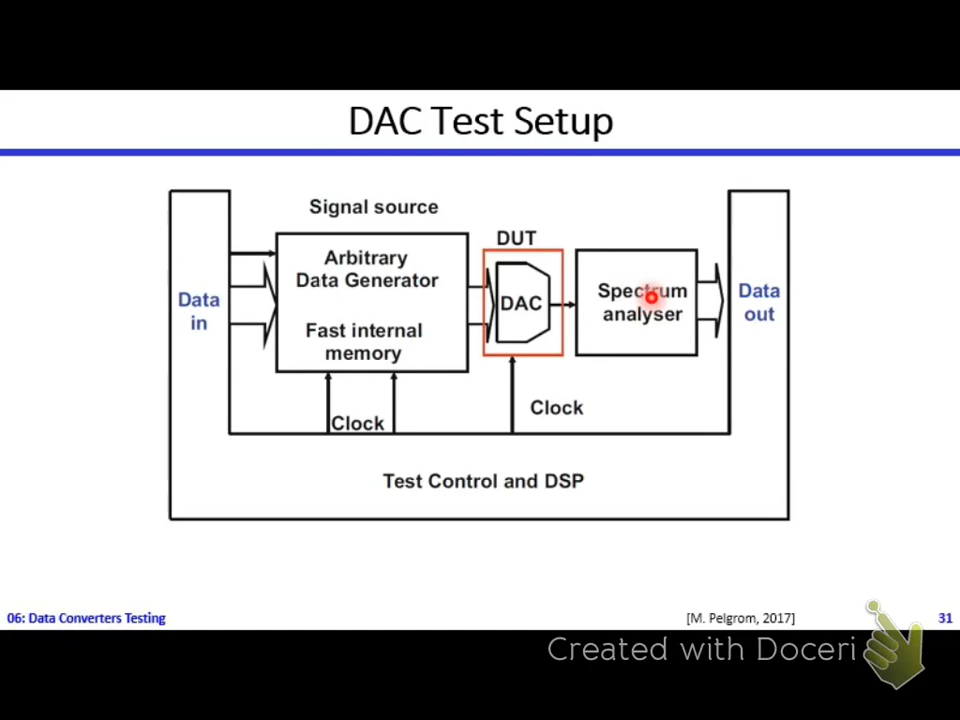 DAC Test Setup
Signal source
DUT
Arbitrary
Data Generator
Fast internal
memory
DAC
Spectrum
analyser
Data
in
Data
out
Clock
Clock
Test Control and DSP
06: Data Converters Testing
[M. Pelgrom, 2017]
31
Created with Doceri